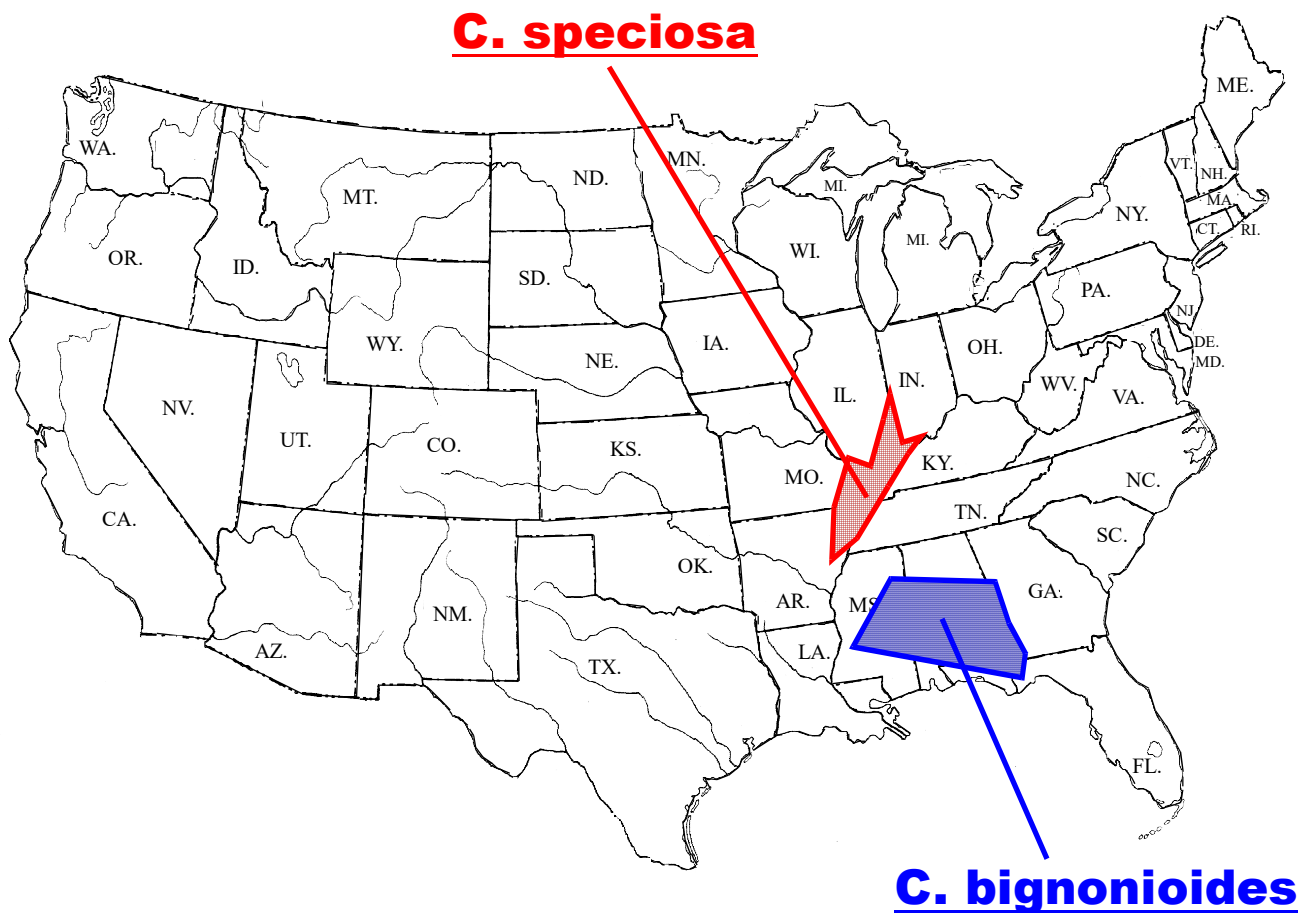 C. speciosa
ME.
WA.
MN.
VT.
NH.
ND.
MT.
MI.
MA.
NY.
CT.
RI.
MI.
WI.
OR.
ID.
SD.
PA.
NJ.
WY.
IA.
OH.
DE.
MD.
NE.
IN.
WV.
IL.
VA.
NV.
UT.
CO.
KS.
KY.
MO.
NC.
CA.
TN.
SC.
OK.
GA.
AR.
MS
NM.
AZ.
LA.
TX.
FL.
C. bignonioides